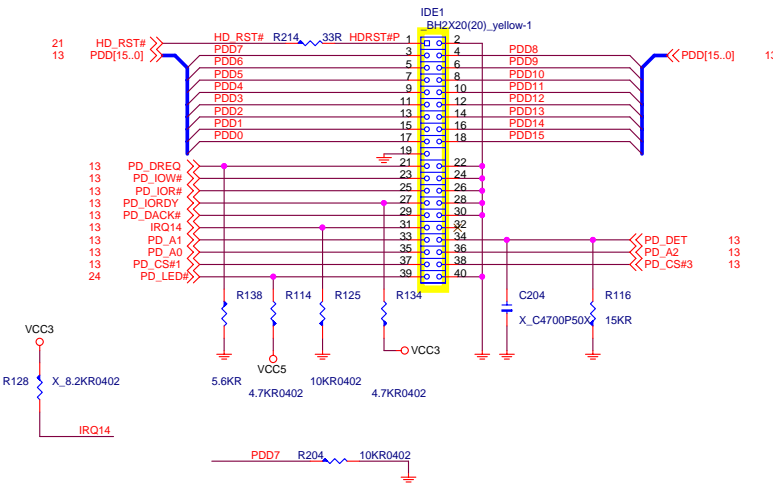 IDE1
_BH2X20(20)_yellow-1
21 HD_RST# HD_RST# R214 33R HDRST#P 1 2
13 PDD[15..0] PDD7 3 4 PDD8 PDD[15..0] 13
PDD6 5 6 PDD9
PDD5 7 8 PDD10
PDD4 9 10 PDD11
PDD3 11 12 PDD12
PDD2 13 14 PDD13
PDD1 15 16 PDD14
PDD0 17 18 PDD15
19
13 PD_DREQ 21 22
13 PD_IOW# 23 24
13 PD_IOR# 25 26
13 PD_IORDY 27 28
13 PD_DACK# 29 30
13 IRQ14 31 32
13 PD_A1 33 34 PD_DET 13
13 PD_A0 35 36 PD_A2 13
13 PD_CS#1 37 38 PD_CS#3 13
24 PD_LED# 39 40
R138 R114 R125 R134 C204 R116
X_C4700P50X 15KR
VCC3 VCC3
VCC5
R128 X_8.2KR0402 5.6KR 10KR0402
4.7KR0402 4.7KR0402
IRQ14
PDD7 R204 10KR0402